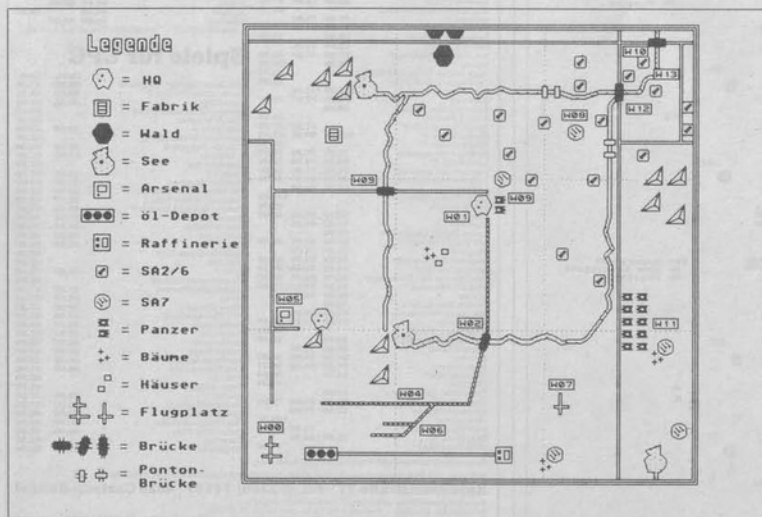 Legende
= HQ
= Fabrik
= Wald
= See
= Arsenal
= öl-Depot
= Raffinerie
= SA2/6
= SA7
= Panzer
= Bäume
= Häuser
= Flugplatz
= Brücke
= Ponton-
Brücke
W10
W13
W12
W08
W03
W01
W09
W05
W11
W02
W07
W04
W06
W00